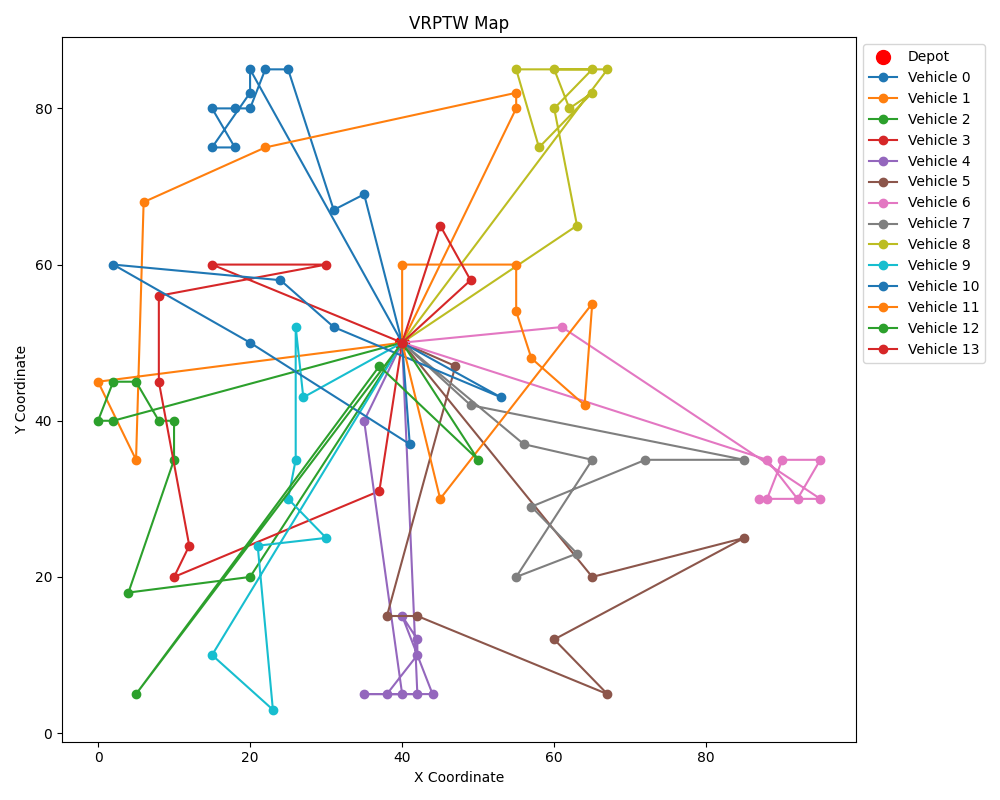 VRPTW Map
Y Coordinate
80
60
40
20
0
0
20
40
60
80
X Coordinate
Depot
Vehicle 0
Vehicle 1
Vehicle 2
Vehicle 3
Vehicle 4
Vehicle 5
Vehicle 6
Vehicle 7
Vehicle 8
Vehicle 9
Vehicle 10
Vehicle 11
Vehicle 12
Vehicle 13